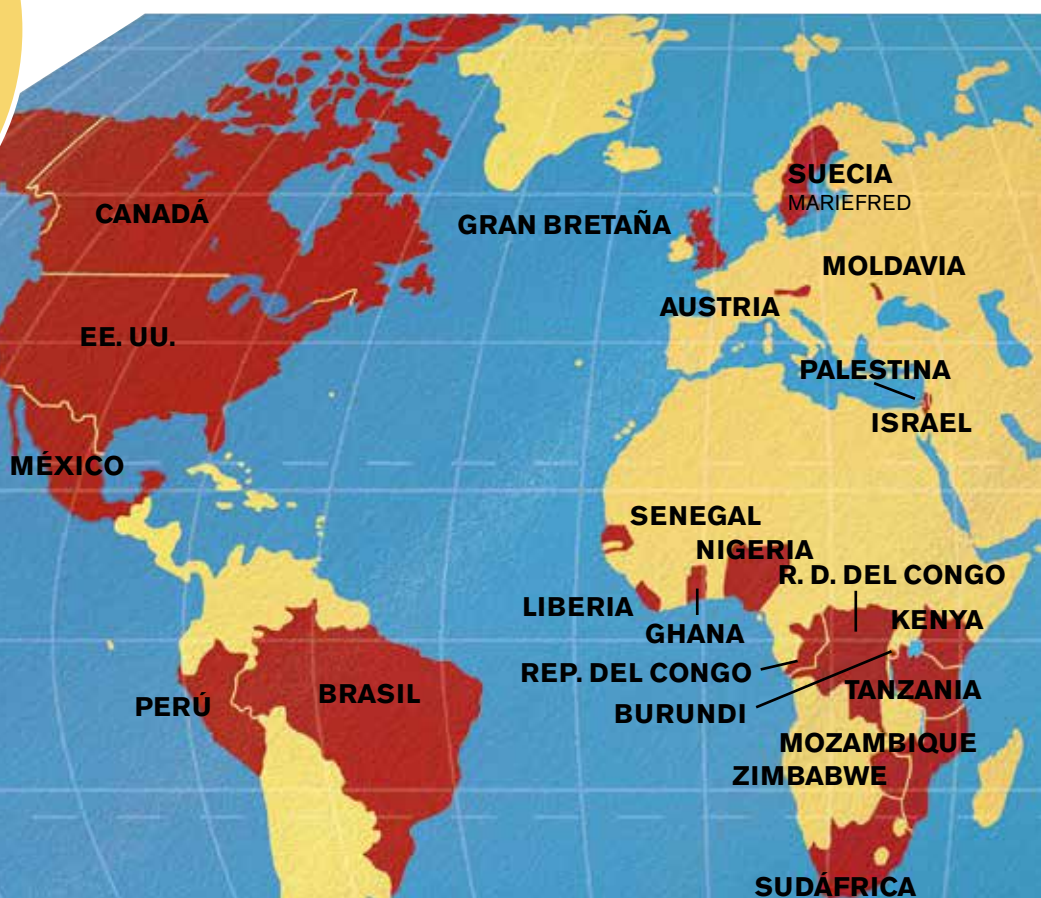 CANADÁ
EE. UU.
MÉXICO
PERÚ
BRASIL
GRAN BRETAÑA
SUECIA
MARIEFRED
MOLDAVIA
AUSTRIA
PALESTINA
ISRAEL
SENEGAL
NIGERIA
R. D. DEL CONGO
LIBERIA
GHANA
KENYA
REP. DEL CONGO
BURUNDI
TANZANIA
MOZAMBIQUE
ZIMBABWE
SUDÁFRICA